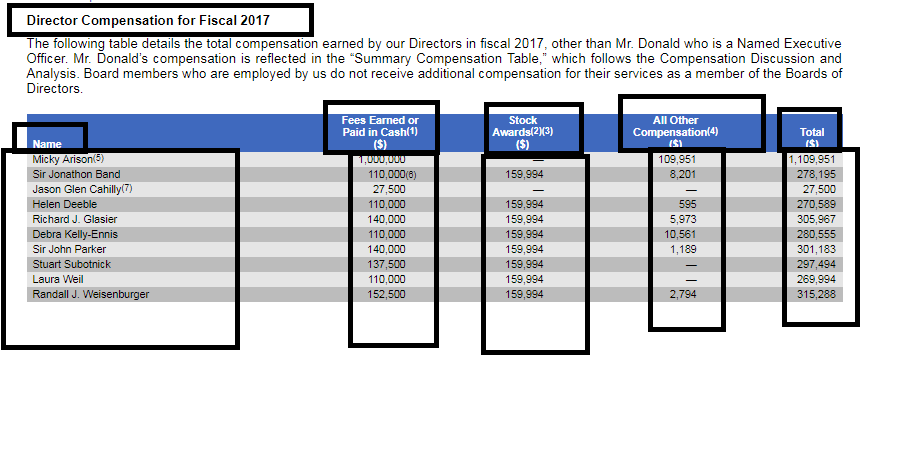 Director Compensation for Fiscal 2017
The following table details the total compensation earned by our Directors in fiscal 2017, other than Mr. Donald who is a Named Executive
Officer. Mr. Donald's compensation is reflected in the “Summary Compensation Table,” which follows the Compensation Discussion and
Analysis. Board members who are employed by us do not receive additional compensation for their services as a member of the Boards of
Directors.
Name Fees Earned or Paid in Cash(1) ($) Stock Awards(2)(3) ($) All Other Compensation(4) ($) Total ($)
Micky Arison(5) 1,000,000 — 109,951 1,109,951
Sir Jonathon Band 110,000(6) 159,994 8,201 278,195
Jason Glen Cahilly(7) 27,500 — — 27,500
Helen Deeble 110,000 159,994 595 270,589
Richard J. Glasier 140,000 159,994 5,973 305,967
Debra Kelly-Ennis 110,000 159,994 10,561 280,555
Sir John Parker 140,000 159,994 1,189 301,183
Stuart Subotnick 137,500 159,994 — 297,494
Laura Weil 110,000 159,994 — 269,994
Randall J. Weisenburger 152,500 159,994 2,794 315,288